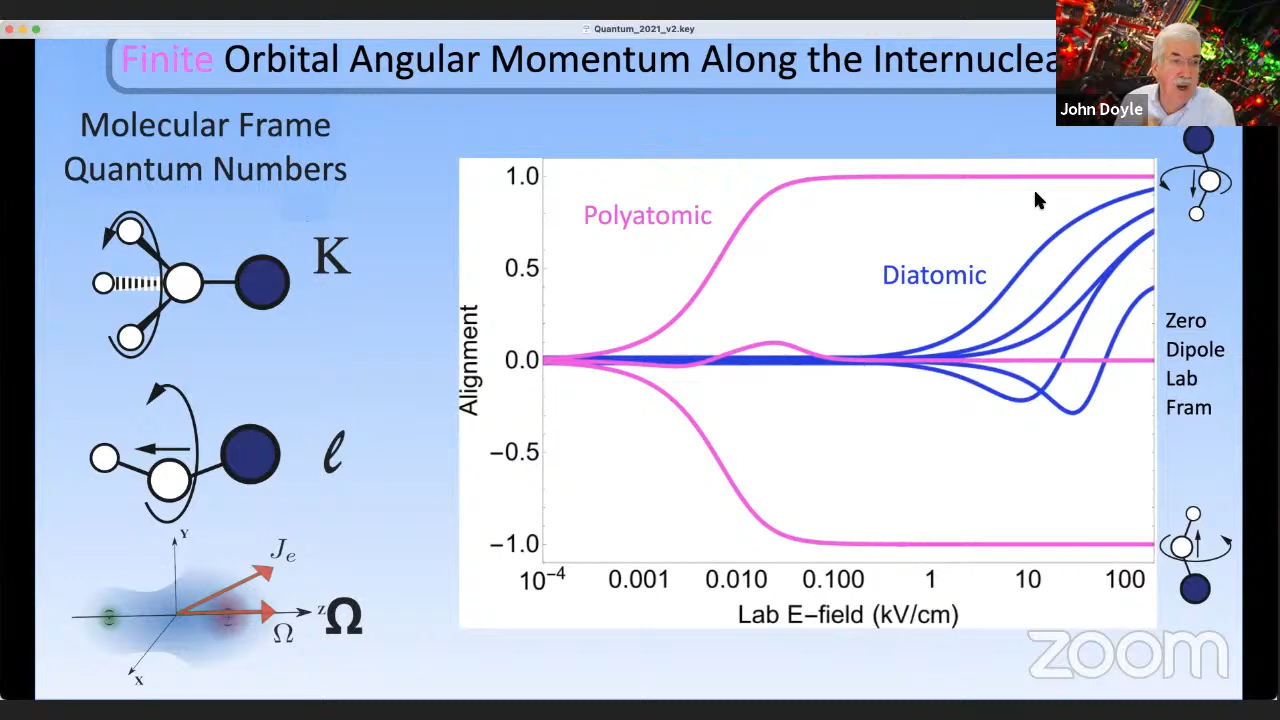 Quantum_2021_v2.key
Finite Orbital Angular Momentum Along the Internuclea
John Doyle
Molecular Frame
Quantum Numbers
K
ℓ
Y
J_e
z
Ω
Ω
x
Alignment
1.0
0.5
0.0
−0.5
−1.0
Polyatomic
Diatomic
10⁻⁴ 0.001 0.010 0.100 1 10 100
Lab E−field (kV/cm)
Zero
Dipole
Lab
Fram
zoom